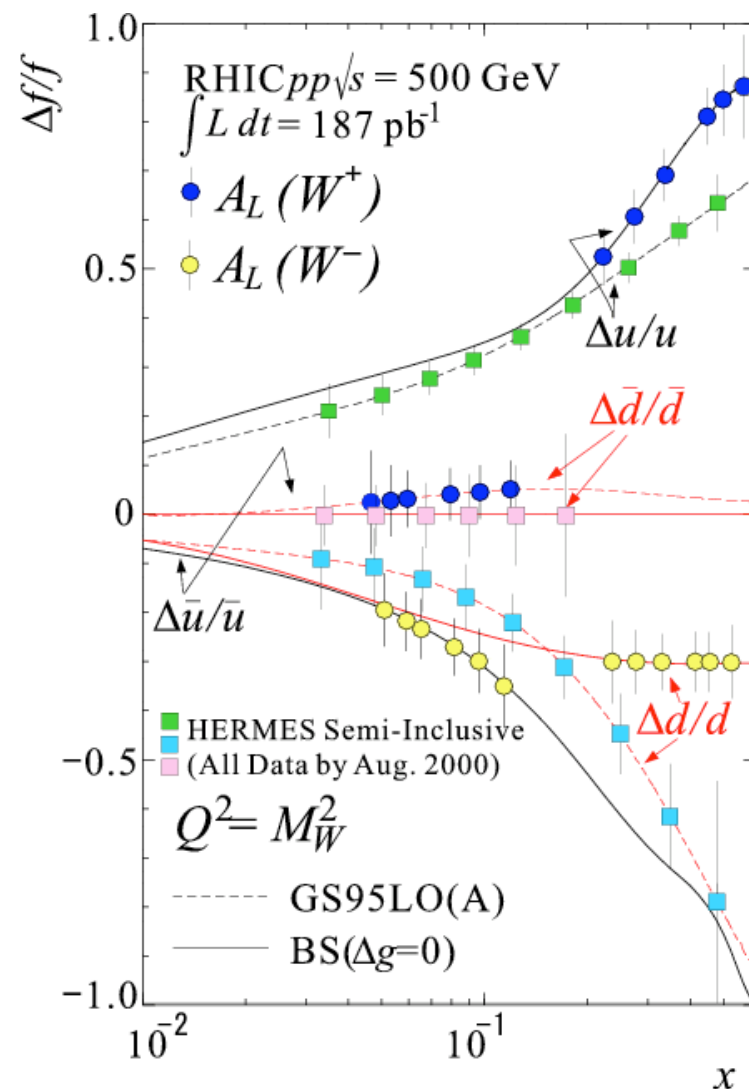 1.0
Δf/f
RHIC pp√s = 500 GeV
∫L dt = 187 pb⁻¹
A_L (W⁺)
A_L (W⁻)
0.5
Δu/u
Δd̄/d̄
0
Δū/ū
Δd/d
HERMES Semi-Inclusive
(All Data by Aug. 2000)
−0.5
Q² = M_W²
GS95LO(A)
BS(Δg=0)
−1.0
10⁻² 10⁻¹
x